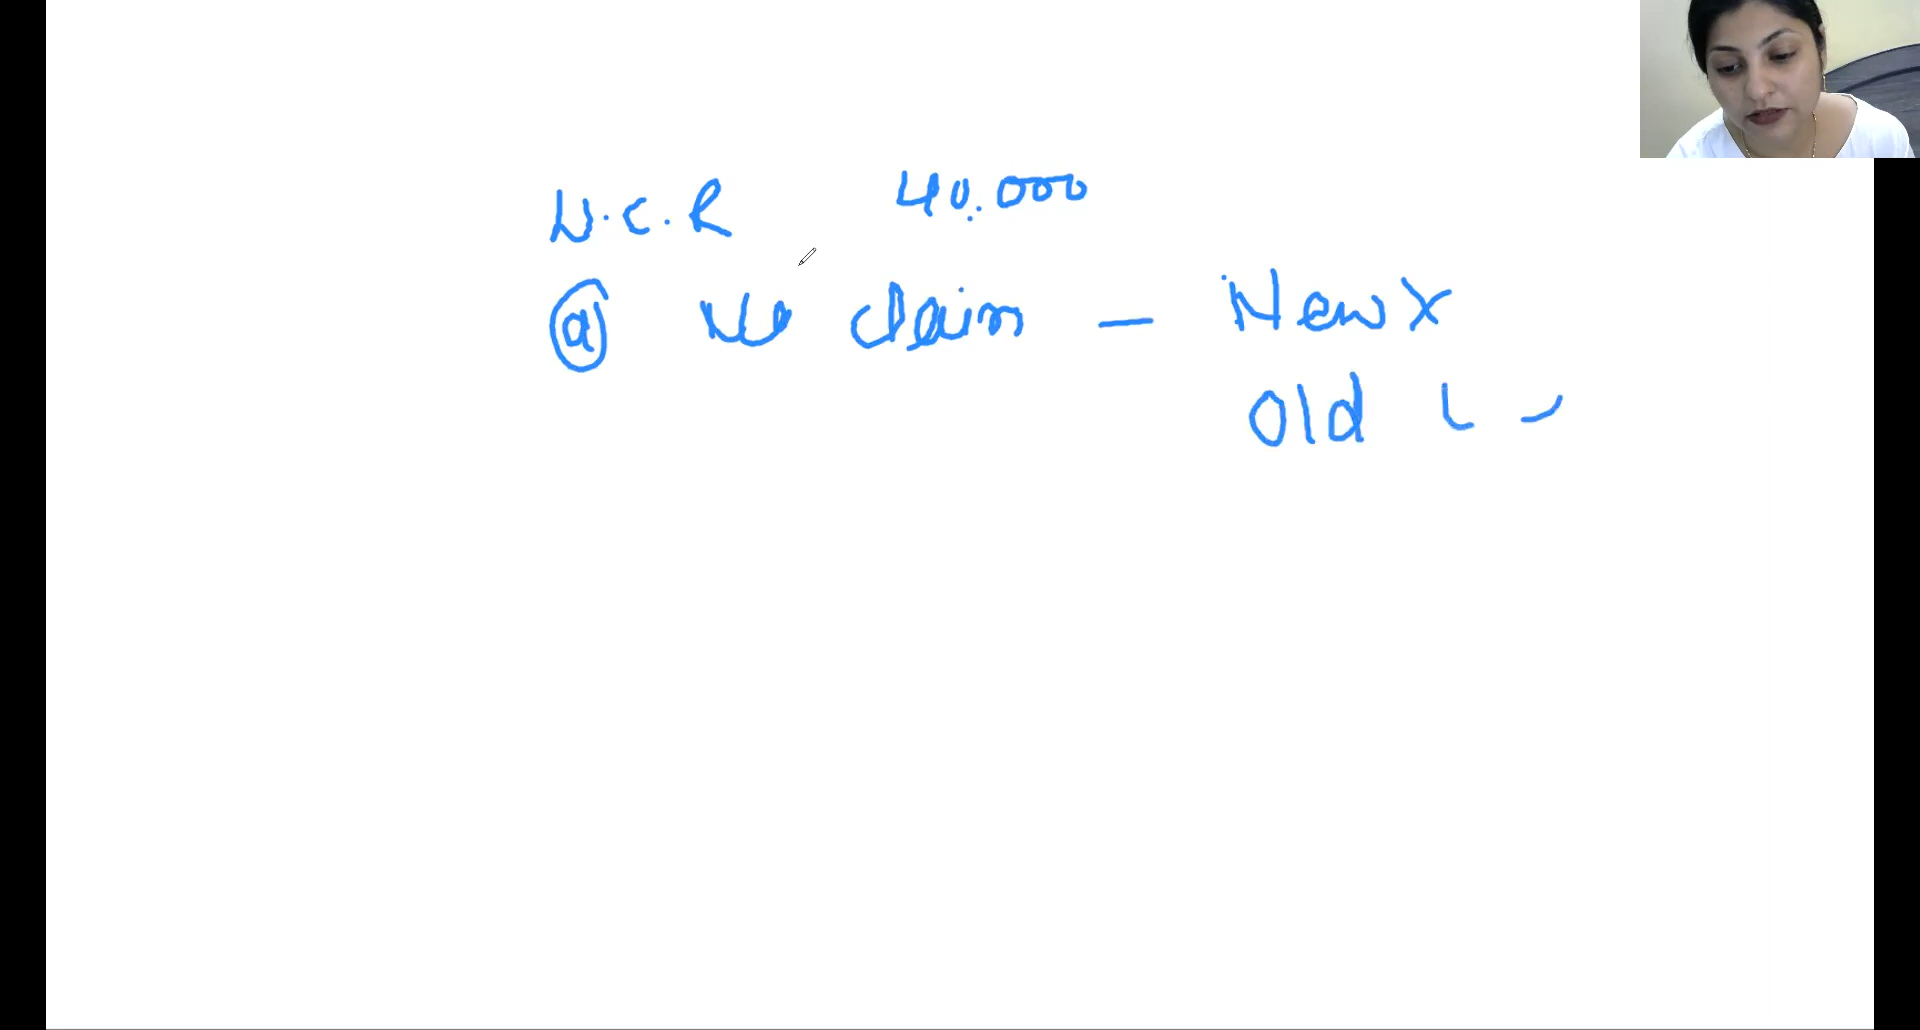 W.C.R 40,000
(a) No claim — New X
Old